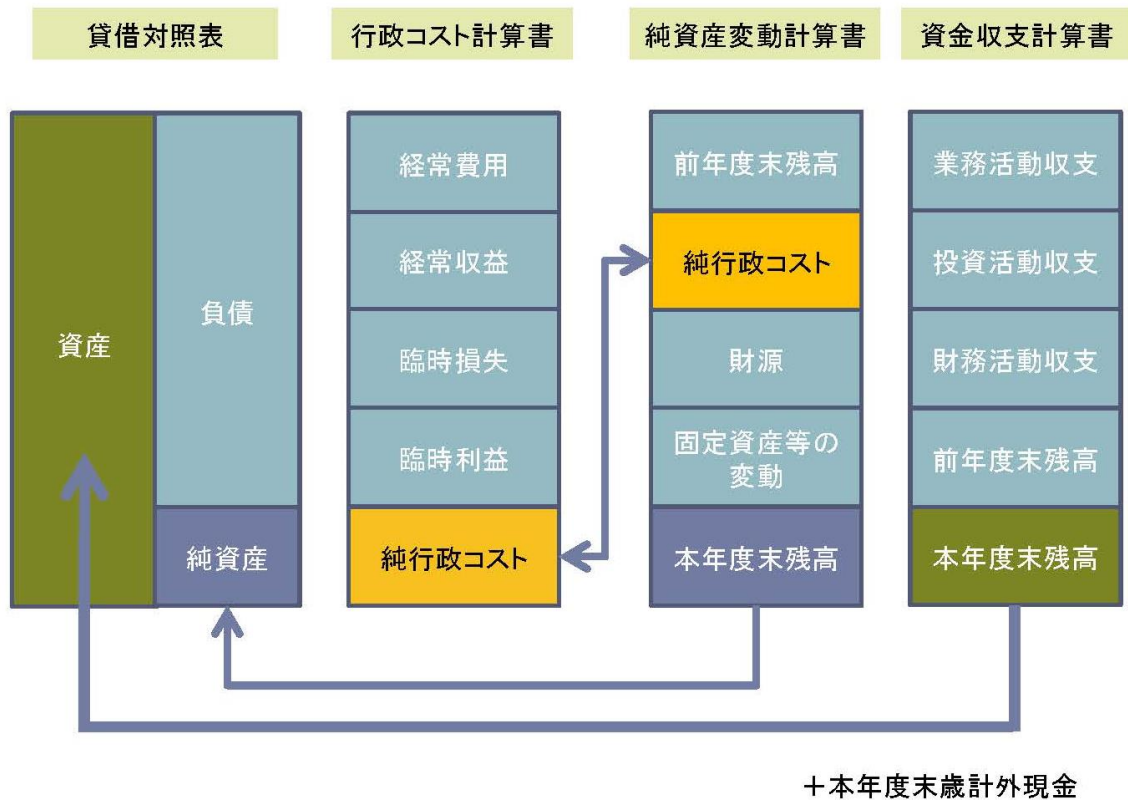 貸借対照表
行政コスト計算書
純資産変動計算書
資金収支計算書
資産
負債
純資産
経常費用
経常収益
臨時損失
臨時利益
純行政コスト
前年度末残高
純行政コスト
財源
固定資産等の
変動
本年度末残高
業務活動収支
投資活動収支
財務活動収支
前年度末残高
本年度末残高
＋本年度末歳計外現金